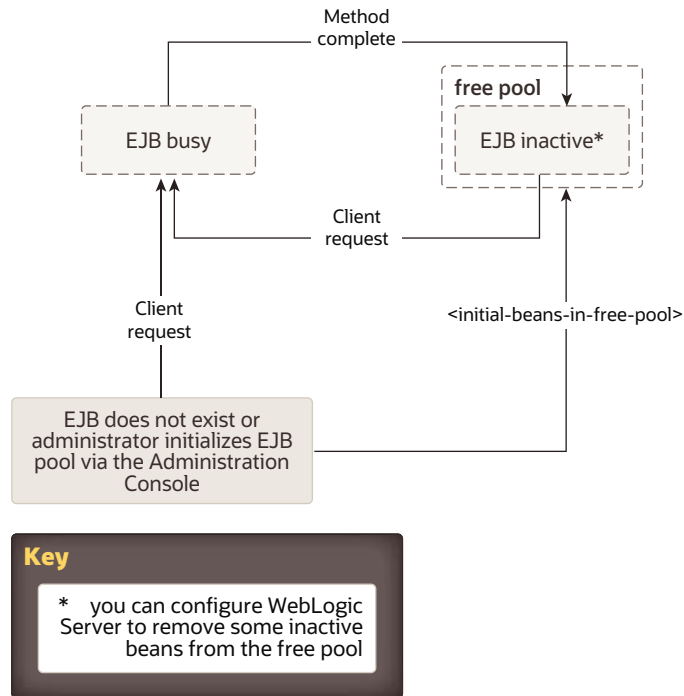 Method
complete
free pool
EJB busy
EJB inactive*
Client
request
Client
request
<initial-beans-in-free-pool>
EJB does not exist or
administrator initializes EJB
pool via the Administration
Console
Key
* you can configure WebLogic
Server to remove some inactive
beans from the free pool